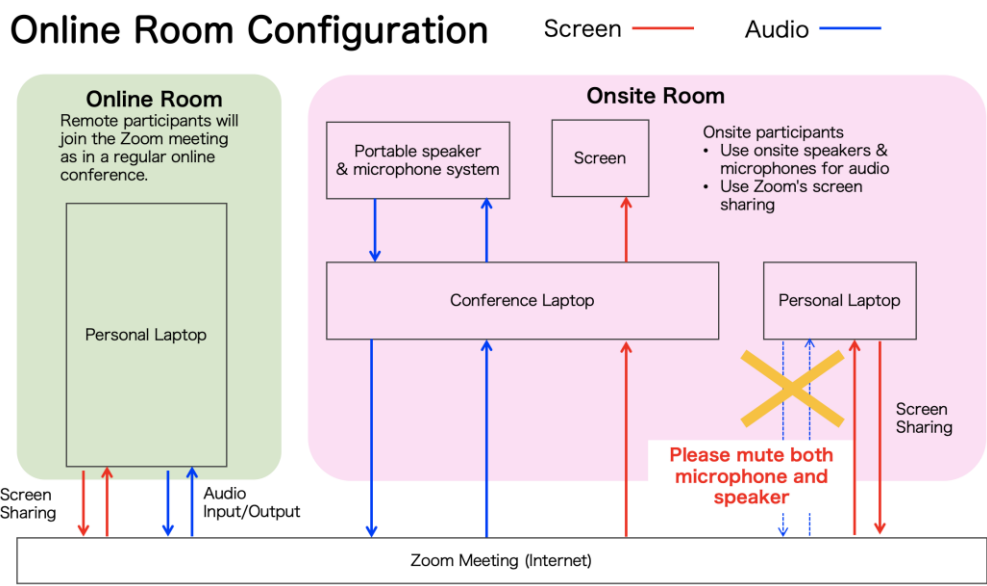 Online Room Configuration
Screen
Audio
Online Room
Remote participants will
join the Zoom meeting
as in a regular online
conference.
Personal Laptop
Screen
Sharing
Audio
Input/Output
Onsite Room
Portable speaker
& microphone system
Screen
Onsite participants
• Use onsite speakers &
microphones for audio
• Use Zoom's screen
sharing
Conference Laptop
Personal Laptop
Screen
Sharing
Please mute both
microphone and
speaker
Zoom Meeting (Internet)